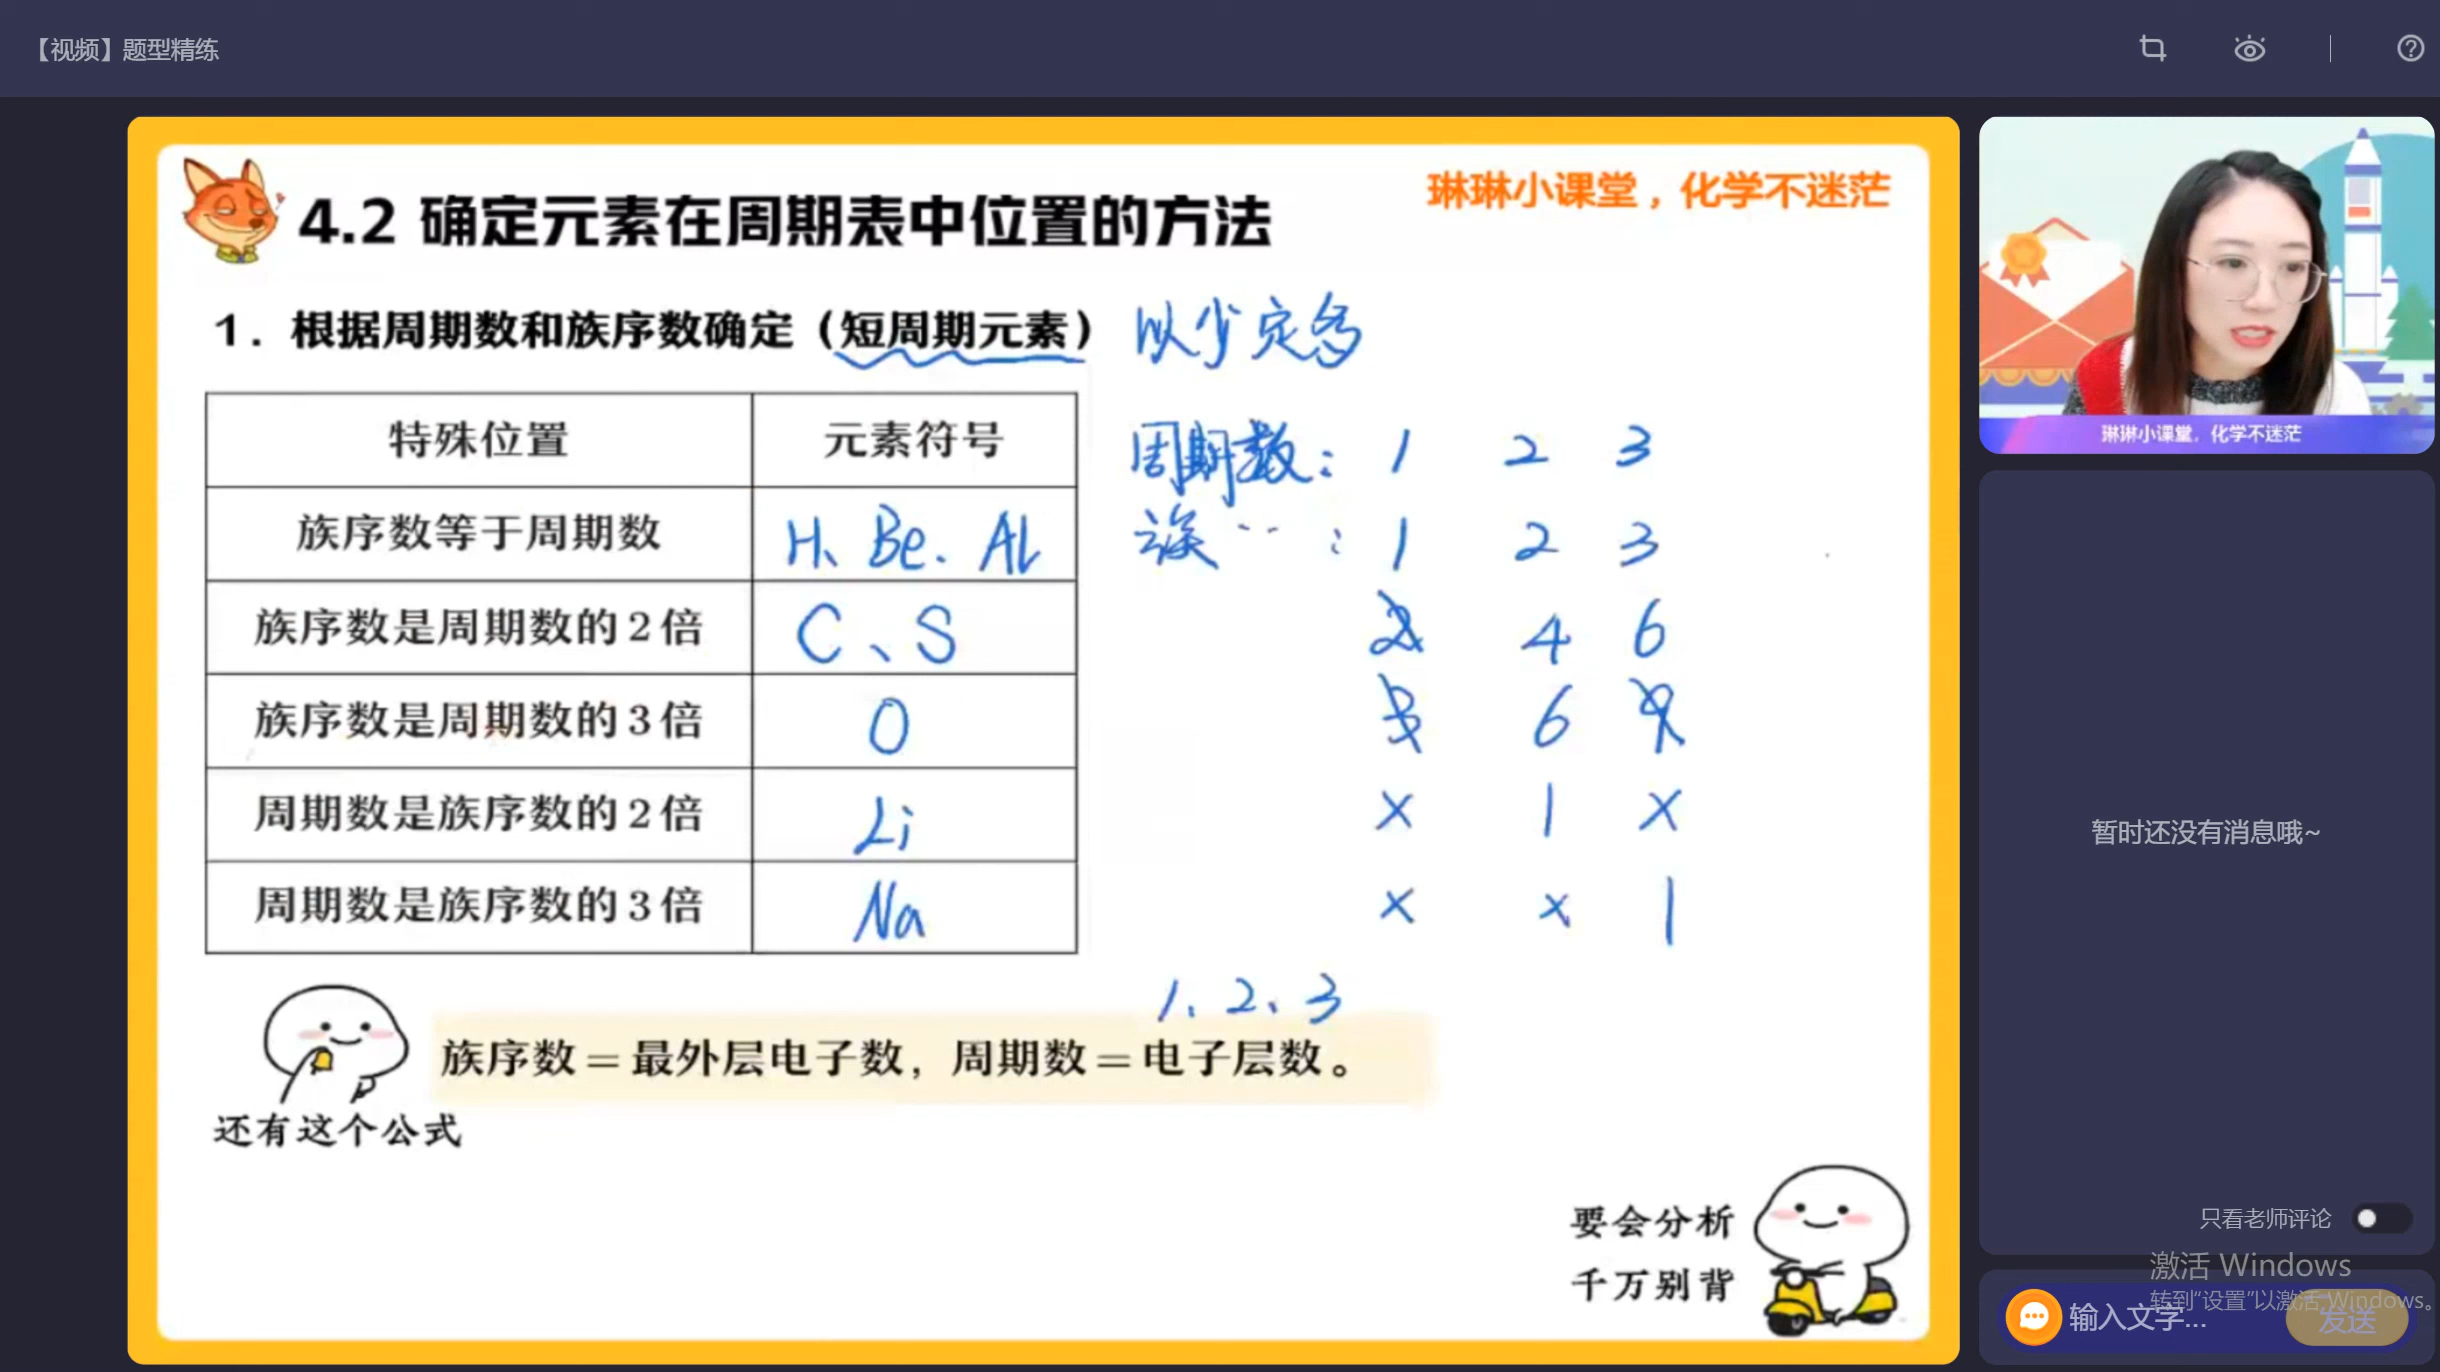 【视频】题型精练
4.2 确定元素在周期表中位置的方法
琳琳小课堂，化学不迷茫
1．根据周期数和族序数确定（短周期元素）
以少定多
特殊位置 元素符号
族序数等于周期数 H、Be、Al
族序数是周期数的2倍 C、S
族序数是周期数的3倍 O
周期数是族序数的2倍 Li
周期数是族序数的3倍 Na
周期数： 1 2 3
族‥： 1 2 3
2 4 6
3 6 9
× 1 ×
× × 1
1、2、3
族序数＝最外层电子数，周期数＝电子层数。
还有这个公式
要会分析
千万别背
琳琳小课堂，化学不迷茫
暂时还没有消息哦~
只看老师评论
激活 Windows
转到"设置"以激活 Windows。
输入文字...
发送